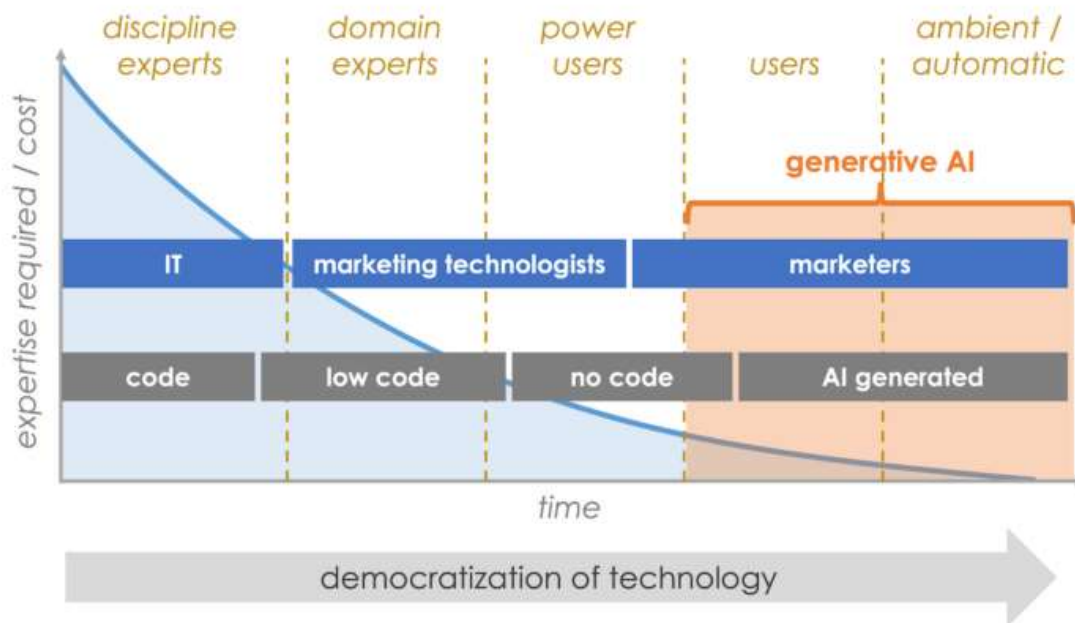 discipline
experts
domain
experts
power
users
users
ambient /
automatic
generative AI
expertise required / cost
IT
marketing technologists
marketers
code
low code
no code
AI generated
time
democratization of technology